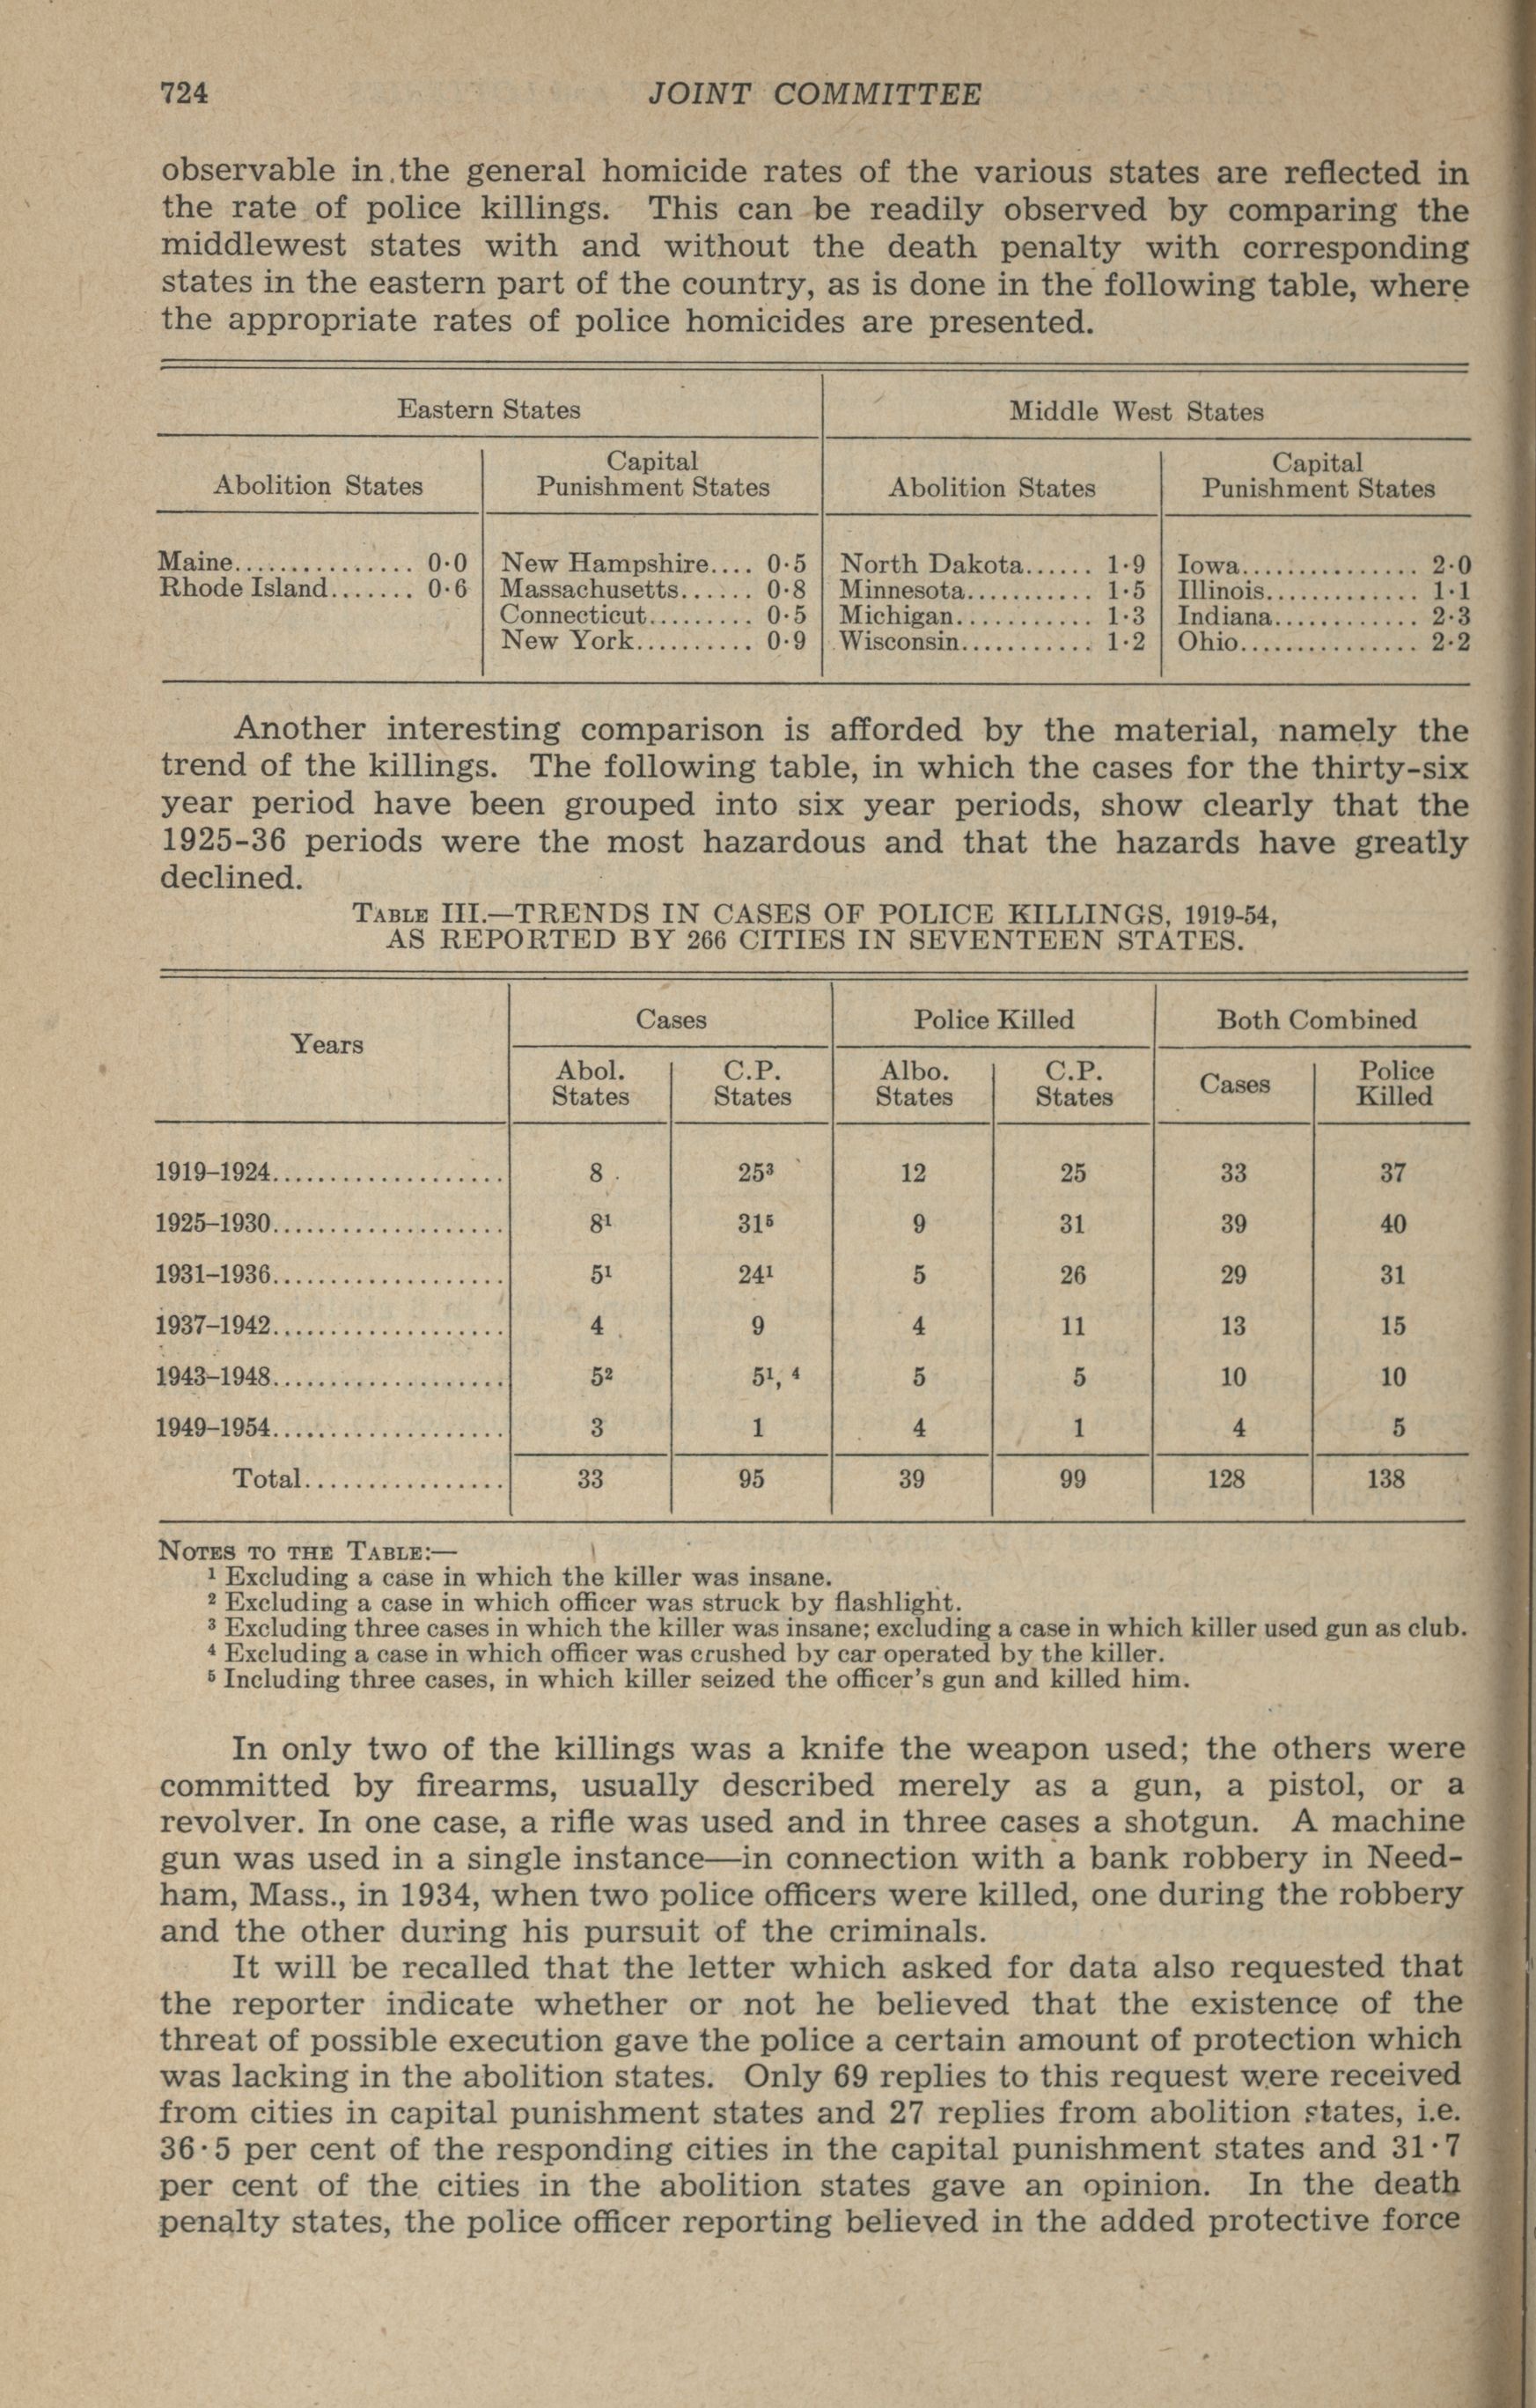 724 JOINT COMMITTEE
observable in the general homicide rates of the various states are reflected in
the rate of police killings. This can be readily observed by comparing the
middlewest states with and without the death penalty with corresponding
states in the eastern part of the country, as is done in the following table, where
the appropriate rates of police homicides are presented.
Eastern States Middle West States
Abolition States Capital Punishment States Abolition States Capital Punishment States
Maine............... 0·0 New Hampshire.... 0·5 North Dakota....... 1·9 Iowa................ 2·0
Rhode Island....... 0·6 Massachusetts...... 0·8 Minnesota........... 1·5 Illinois............. 1·1
Connecticut......... 0·5 Michigan............ 1·3 Indiana............. 2·3
New York.......... 0·9 Wisconsin............ 1·2 Ohio................ 2·2
Another interesting comparison is afforded by the material, namely the
trend of the killings. The following table, in which the cases for the thirty-six
year period have been grouped into six year periods, show clearly that the
1925-36 periods were the most hazardous and that the hazards have greatly
declined.
TABLE III.—TRENDS IN CASES OF POLICE KILLINGS, 1919-54,
AS REPORTED BY 266 CITIES IN SEVENTEEN STATES.
Years Cases Police Killed Both Combined
Abol. States C.P. States Albo. States C.P. States Cases Police Killed
1919–1924.................... 8 25³ 12 25 33 37
1925–1930.................... 8¹ 31⁵ 9 31 39 40
1931–1936.................... 5¹ 24¹ 5 26 29 31
1937–1942.................... 4 9 4 11 13 15
1943–1948.................... 5² 5¹, ⁴ 5 5 10 10
1949–1954.................... 3 1 4 1 4 5
Total................. 33 95 39 99 128 138
NOTES TO THE TABLE:—
¹ Excluding a case in which the killer was insane.
² Excluding a case in which officer was struck by flashlight.
³ Excluding three cases in which the killer was insane; excluding a case in which killer used gun as club.
⁴ Excluding a case in which officer was crushed by car operated by the killer.
⁵ Including three cases, in which killer seized the officer's gun and killed him.
In only two of the killings was a knife the weapon used; the others were
committed by firearms, usually described merely as a gun, a pistol, or a
revolver. In one case, a rifle was used and in three cases a shotgun. A machine
gun was used in a single instance—in connection with a bank robbery in Need-
ham, Mass., in 1934, when two police officers were killed, one during the robbery
and the other during his pursuit of the criminals.
It will be recalled that the letter which asked for data also requested that
the reporter indicate whether or not he believed that the existence of the
threat of possible execution gave the police a certain amount of protection which
was lacking in the abolition states. Only 69 replies to this request were received
from cities in capital punishment states and 27 replies from abolition states, i.e.
36·5 per cent of the responding cities in the capital punishment states and 31·7
per cent of the cities in the abolition states gave an opinion. In the death
penalty states, the police officer reporting believed in the added protective force